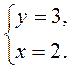 y = 3,
x = 2.